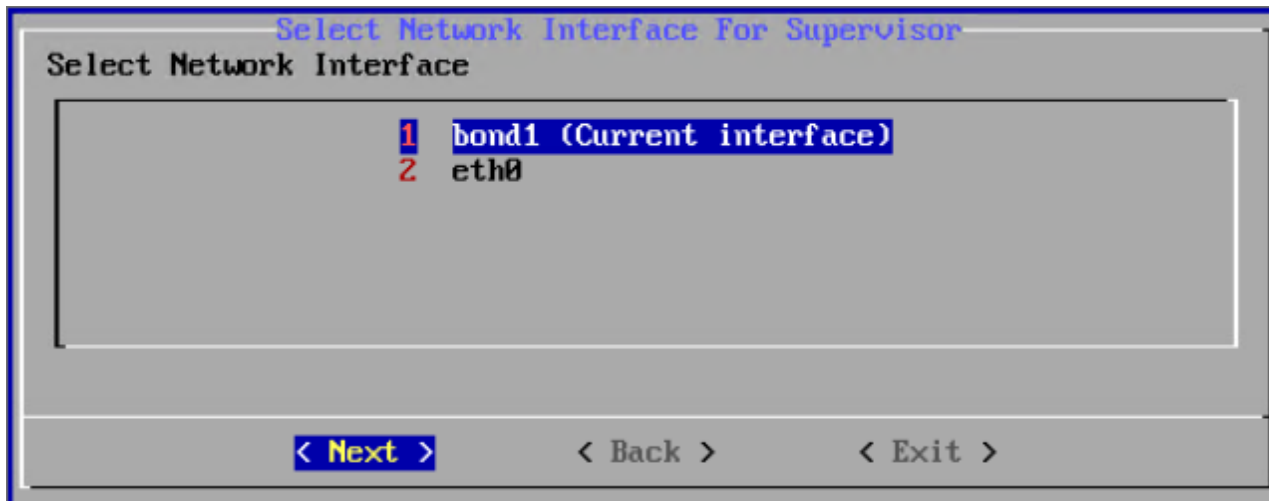 Select Network Interface For Supervisor
Select Network Interface
1 bond1 (Current interface)
2 eth0
< Next > < Back > < Exit >